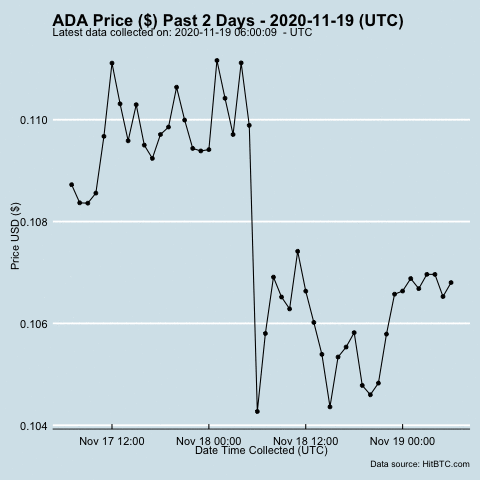 ADA Price ($) Past 2 Days - 2020-11-19 (UTC)
Latest data collected on: 2020-11-19 06:00:09  - UTC
Price USD ($)
0.110
0.108
0.106
0.104
Nov 17 12:00 Nov 18 00:00 Nov 18 12:00 Nov 19 00:00
Date Time Collected (UTC)
Data source: HitBTC.com